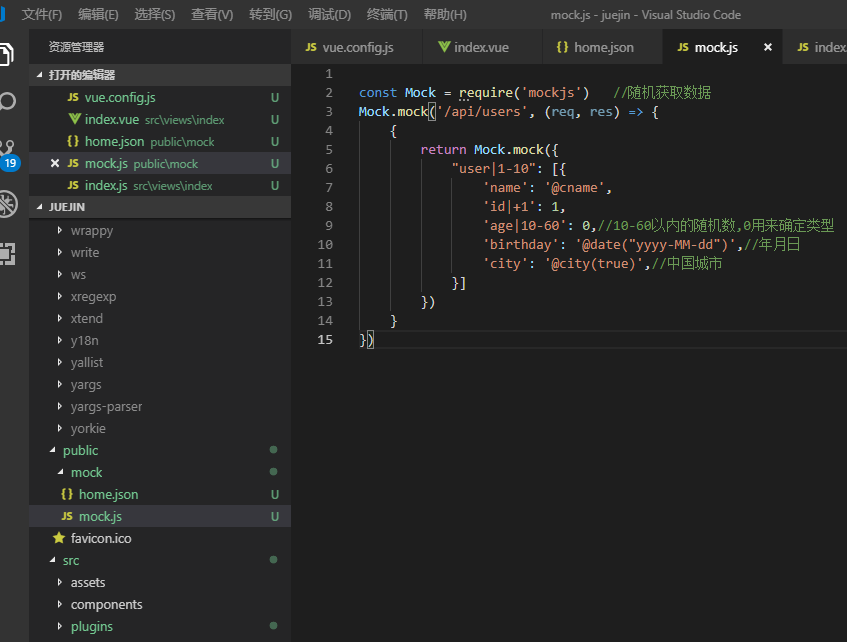 文件(F) 编辑(E) 选择(S) 查看(V) 转到(G) 调试(D) 终端(T) 帮助(H) mock.js - juejin - Visual Studio Code
资源管理器
打开的编辑器
JS vue.config.js U
index.vue src\views\index U
{} home.json public\mock U
× JS mock.js public\mock U
JS index.js src\views\index U
19
JUEJIN
wrappy
write
ws
xregexp
xtend
y18n
yallist
yargs
yargs-parser
yorkie
public
mock
{} home.json U
JS mock.js U
favicon.ico
src
assets
components
plugins
JS vue.config.js index.vue {} home.json JS mock.js × JS index
1
2 const Mock = require('mockjs') //随机获取数据
3 Mock.mock('/api/users', (req, res) => {
4 {
5 return Mock.mock({
6 "user|1-10": [{
7 'name': '@cname',
8 'id|+1': 1,
9 'age|10-60': 0,//10-60以内的随机数,0用来确定类型
10 'birthday': '@date("yyyy-MM-dd")',//年月日
11 'city': '@city(true)',//中国城市
12 }]
13 })
14 }
15 })